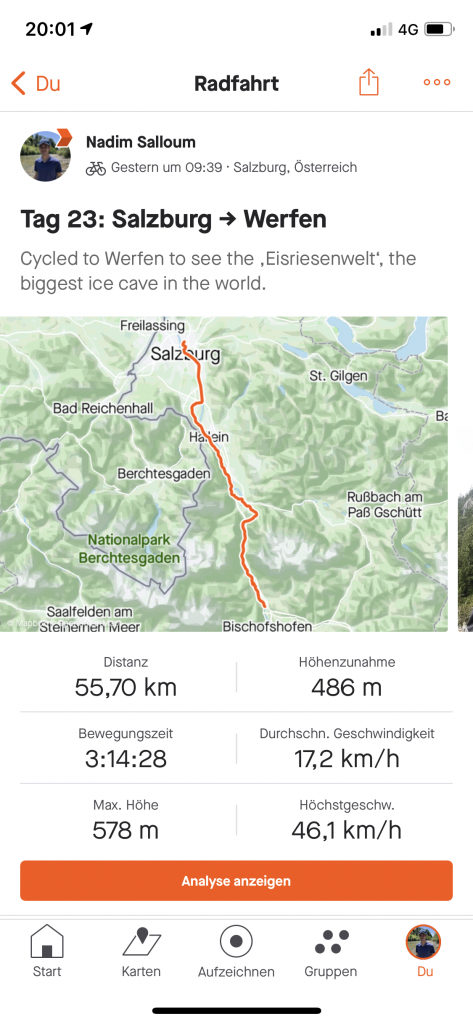 20:01
4G
Du
Radfahrt
Nadim Salloum
Gestern um 09:39 · Salzburg, Österreich
Tag 23: Salzburg → Werfen
Cycled to Werfen to see the ‚Eisriesenwelt‘, the
biggest ice cave in the world.
Freilassing
Salzburg
St. Gilgen
Bad Reichenhall
Ba
Hallein
Berchtesgaden
Rußbach am
Paß Gschütt
Nationalpark
Berchtesgaden
Saalfelden am
Steinernen Meer
Bischofshofen
Distanz
55,70 km
Höhenzunahme
486 m
Bewegungszeit
3:14:28
Durchschn. Geschwindigkeit
17,2 km/h
Max. Höhe
578 m
Höchstgeschw.
46,1 km/h
Analyse anzeigen
Start
Karten
Aufzeichnen
Gruppen
Du